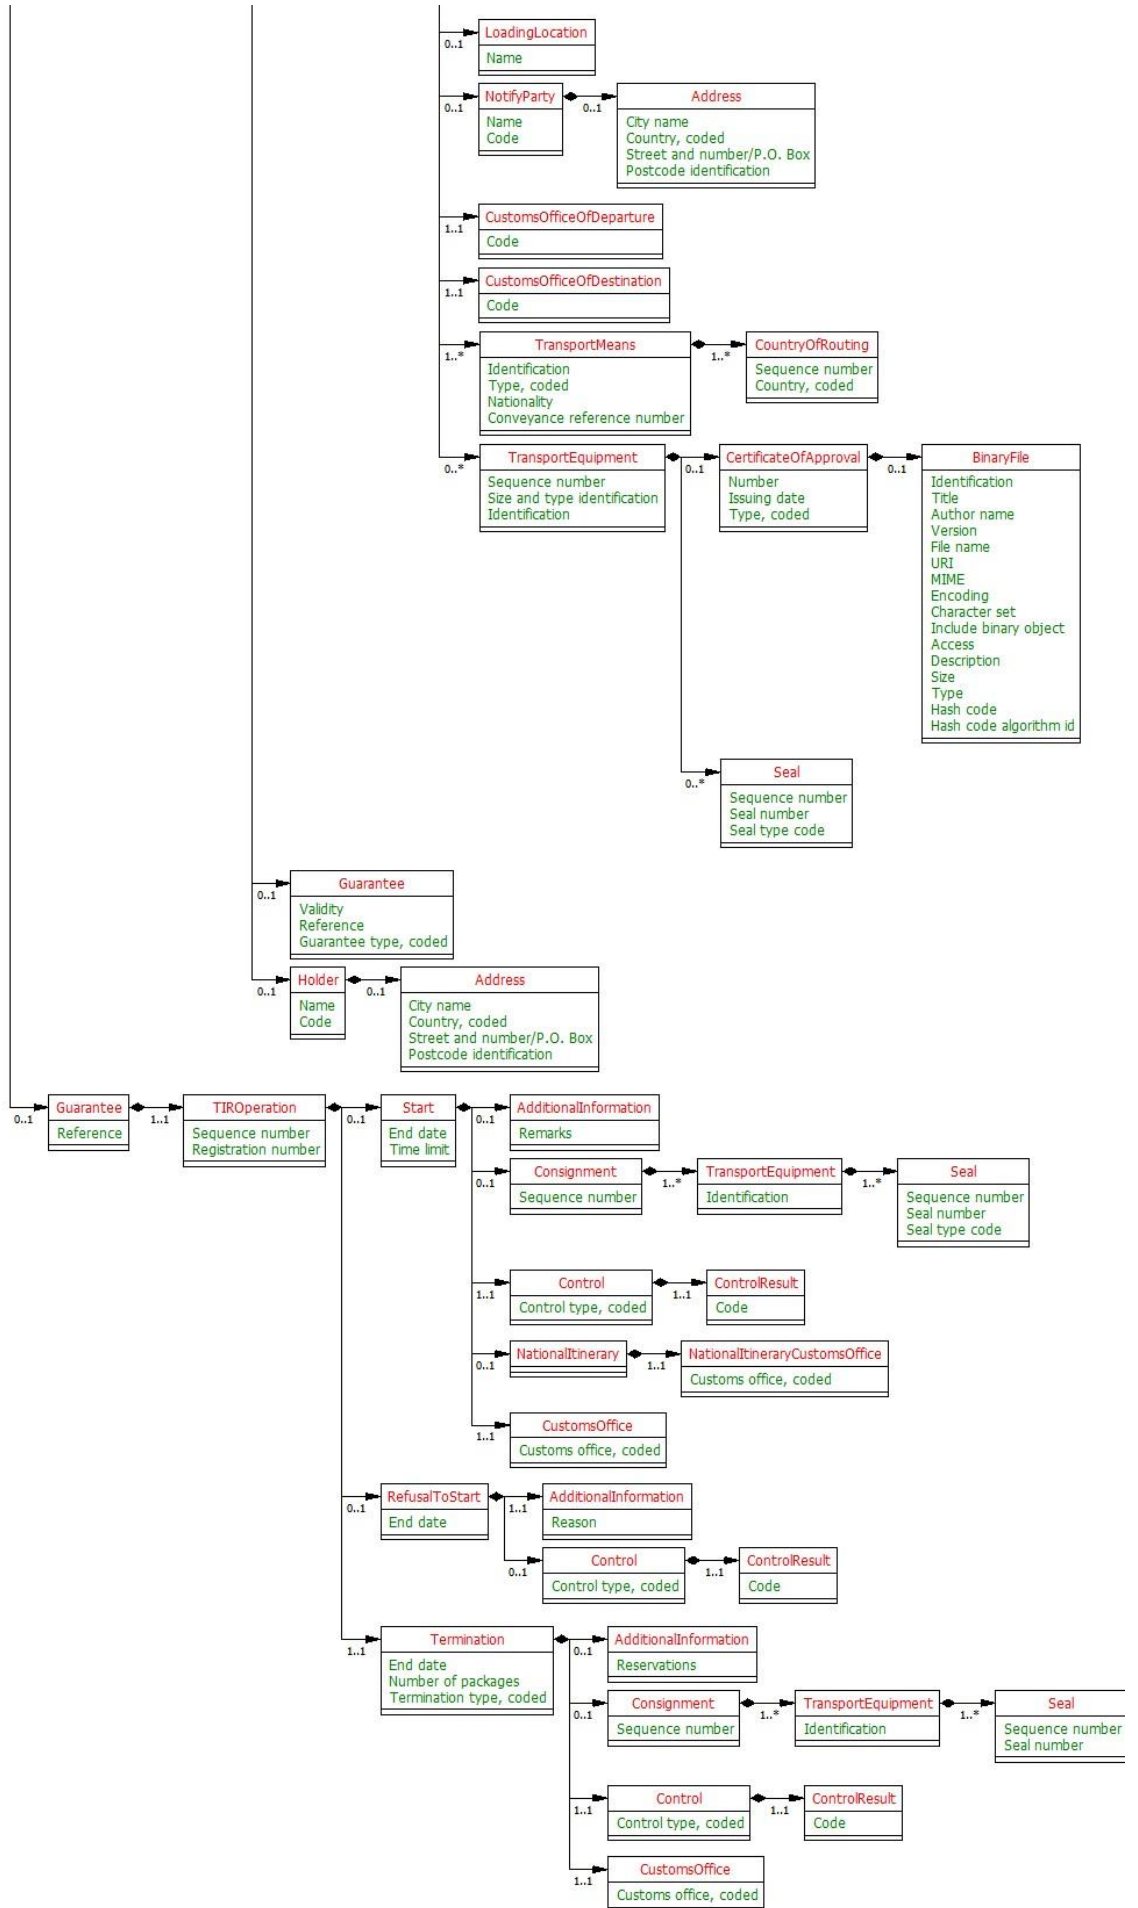 LoadingLocation
0..1
Name
NotifyParty
0..1
Name
Code
Address
0..1
City name
Country, coded
Street and number/P.O. Box
Postcode identification
CustomsOfficeOfDeparture
1..1
Code
CustomsOfficeOfDestination
1..1
Code
TransportMeans
1..*
Identification
Type, coded
Nationality
Conveyance reference number
CountryOfRouting
1..*
Sequence number
Country, coded
TransportEquipment
0..*
Sequence number
Size and type identification
Identification
CertificateOfApproval
0..1
Number
Issuing date
Type, coded
BinaryFile
0..1
Identification
Title
Author name
Version
File name
URI
MIME
Encoding
Character set
Include binary object
Access
Description
Size
Type
Hash code
Hash code algorithm id
Seal
0..*
Sequence number
Seal number
Seal type code
Guarantee
0..1
Validity
Reference
Guarantee type, coded
Holder
0..1
Name
Code
Address
0..1
City name
Country, coded
Street and number/P.O. Box
Postcode identification
Guarantee
0..1
Reference
TIROperation
1..1
Sequence number
Registration number
Start
0..1
End date
Time limit
AdditionalInformation
0..1
Remarks
Consignment
0..1
Sequence number
TransportEquipment
1..*
Identification
Seal
1..*
Sequence number
Seal number
Seal type code
Control
1..1
Control type, coded
ControlResult
1..1
Code
NationalItinerary
0..1
NationalItineraryCustomsOffice
1..1
Customs office, coded
CustomsOffice
1..1
Customs office, coded
RefusalToStart
0..1
End date
AdditionalInformation
1..1
Reason
Control
0..1
Control type, coded
ControlResult
1..1
Code
Termination
1..1
End date
Number of packages
Termination type, coded
AdditionalInformation
0..1
Reservations
Consignment
0..1
Sequence number
TransportEquipment
1..*
Identification
Seal
1..*
Sequence number
Seal number
Control
1..1
Control type, coded
ControlResult
1..1
Code
CustomsOffice
1..1
Customs office, coded